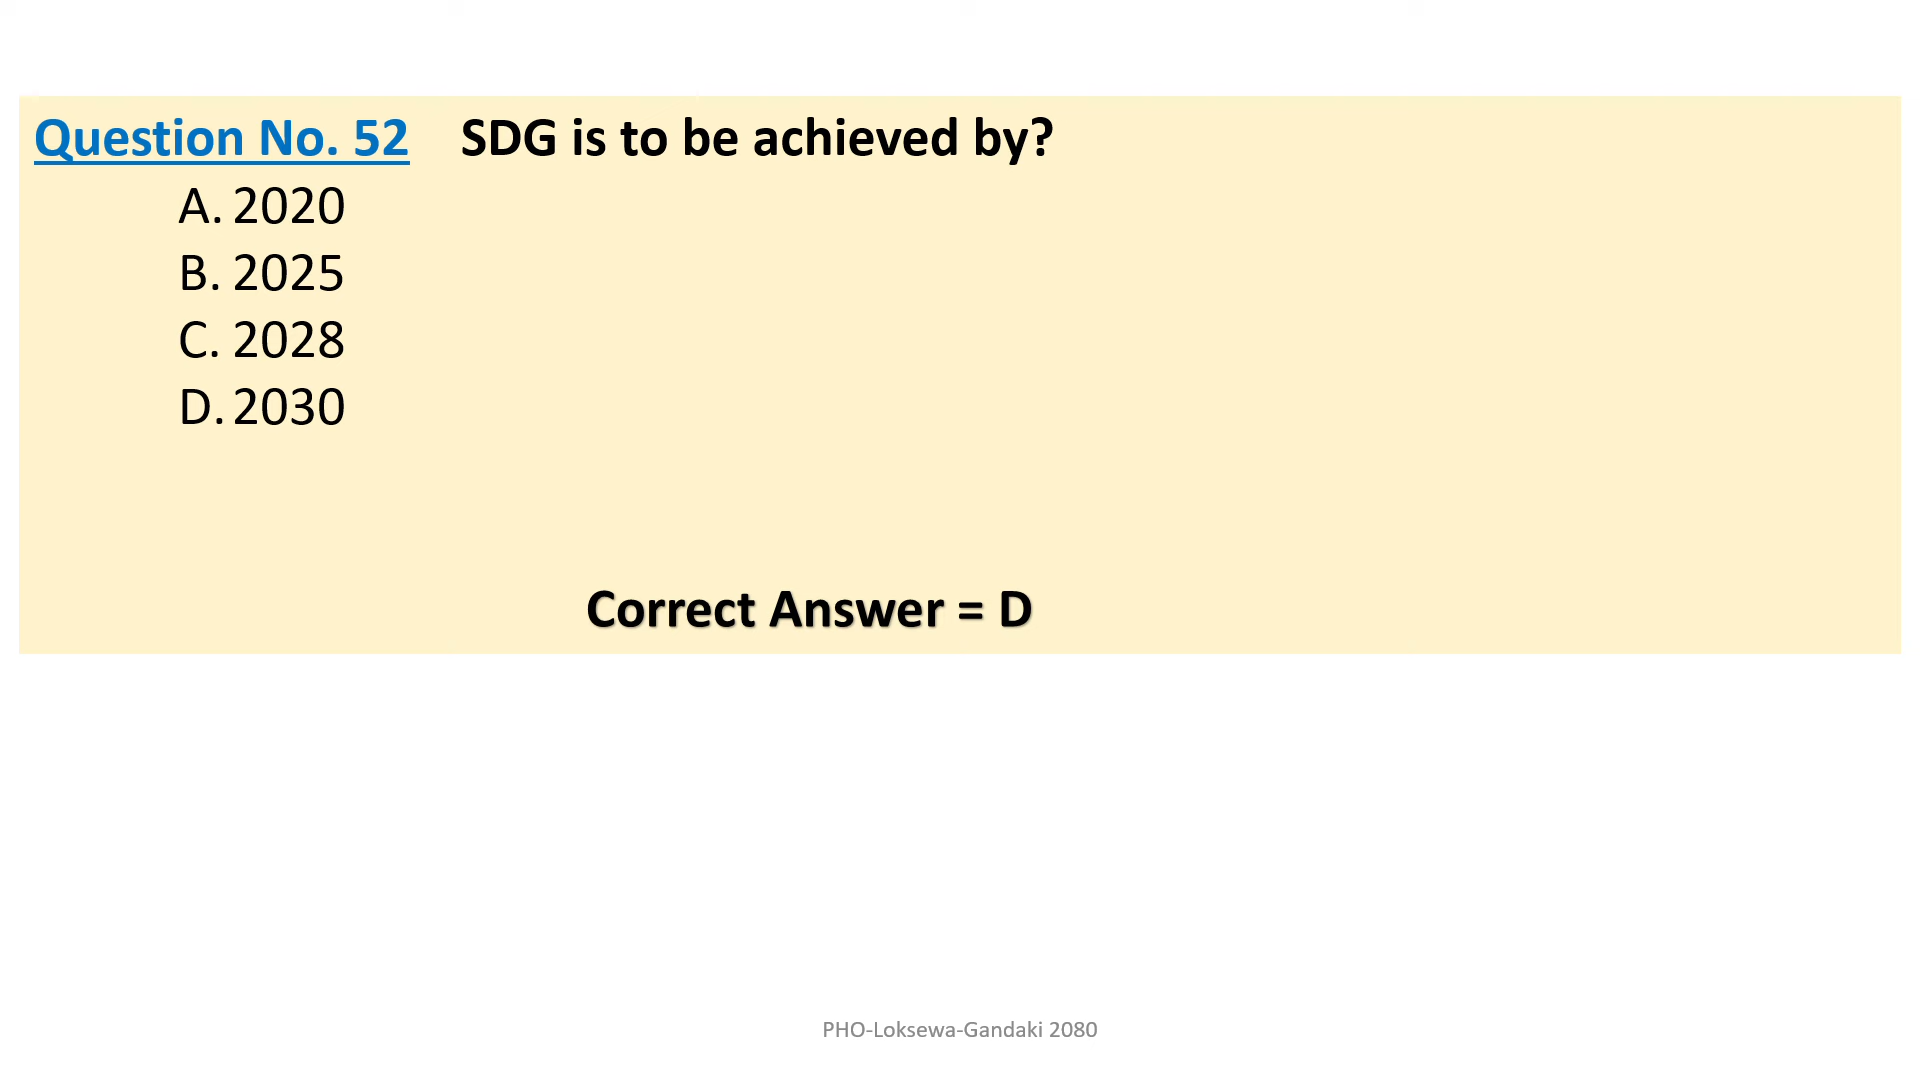 Question No. 52 SDG is to be achieved by?
A. 2020
B. 2025
C. 2028
D. 2030
Correct Answer = D
PHO-Loksewa-Gandaki 2080